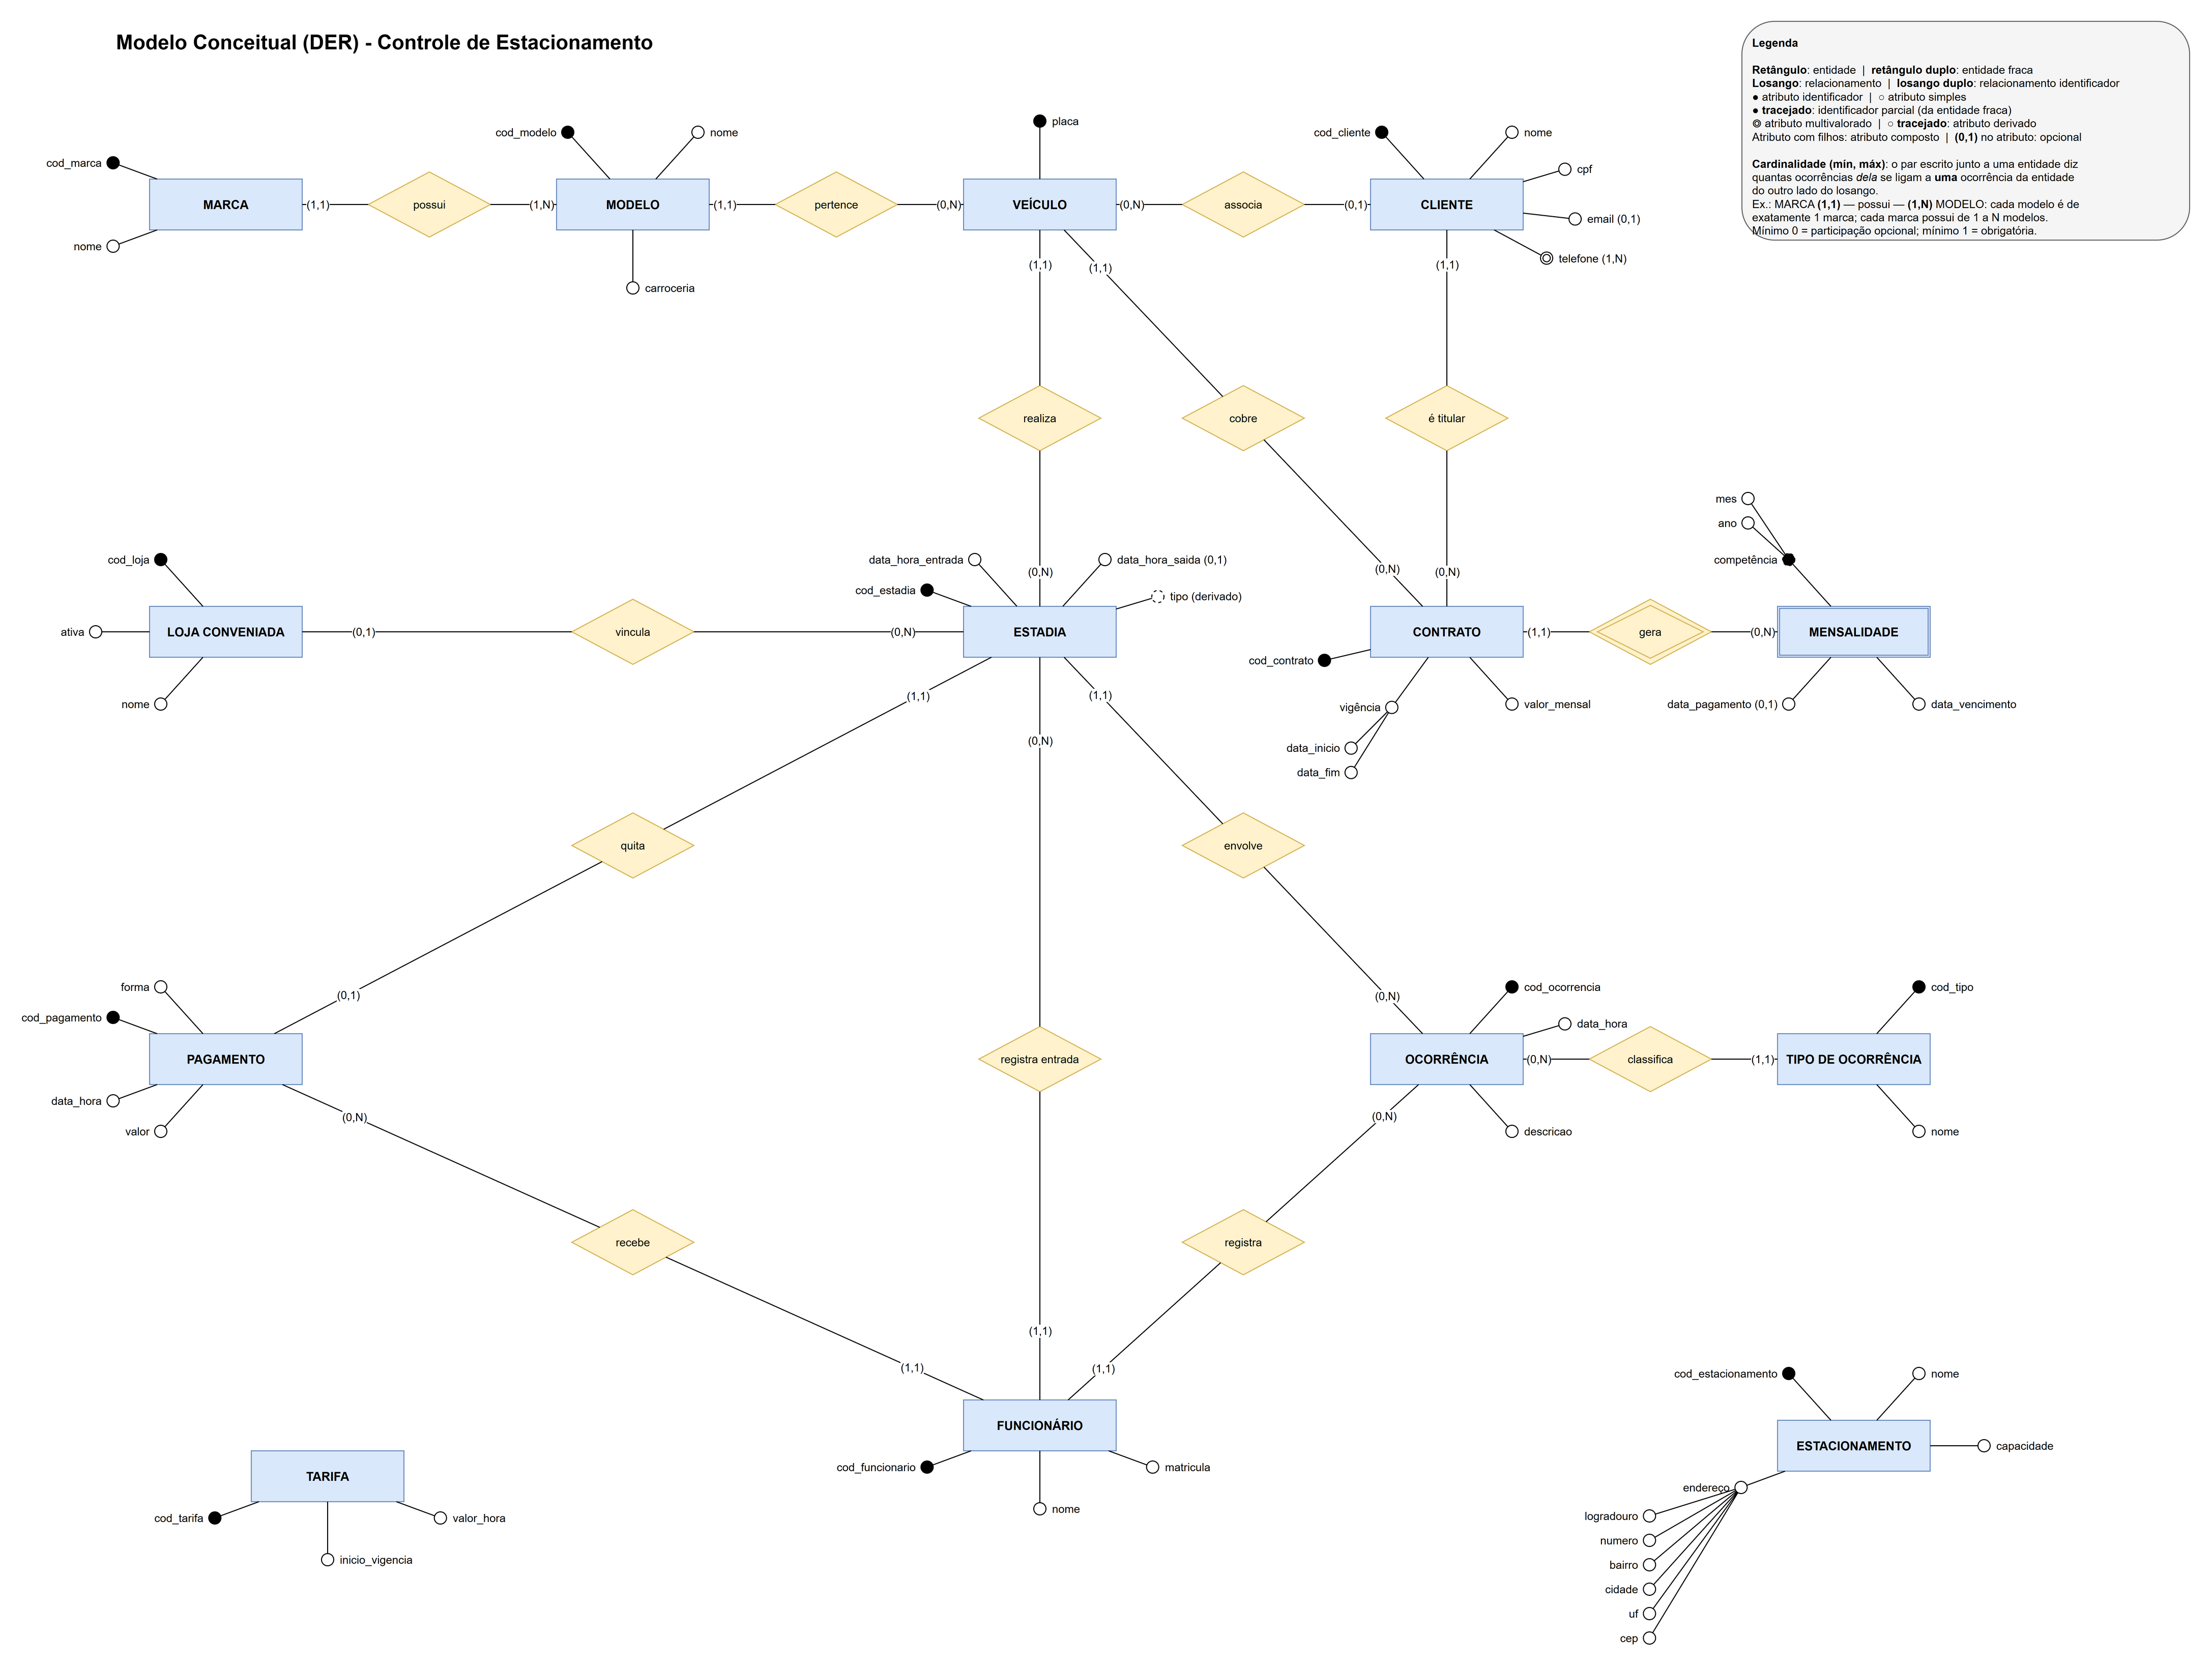 Modelo Conceitual (DER) - Controle de Estacionamento
Legenda
Retângulo: entidade | retângulo duplo: entidade fraca
Losango: relacionamento | losango duplo: relacionamento identificador
● atributo identificador | ○ atributo simples
● tracejado: identificador parcial (da entidade fraca)
◎ atributo multivalorado | ○ tracejado: atributo derivado
Atributo com filhos: atributo composto | (0,1) no atributo: opcional
Cardinalidade (mín, máx): o par escrito junto a uma entidade diz
quantas ocorrências dela se ligam a uma ocorrência da entidade
do outro lado do losango.
Ex.: MARCA (1,1) — possui — (1,N) MODELO: cada modelo é de
exatamente 1 marca; cada marca possui de 1 a N modelos.
Mínimo 0 = participação opcional; mínimo 1 = obrigatória.
cod_marca
MARCA
nome
(1,1)
possui
(1,N)
cod_modelo
nome
MODELO
carroceria
(1,1)
pertence
(0,N)
placa
VEÍCULO
(0,N)
associa
(0,1)
cod_cliente
nome
cpf
CLIENTE
email (0,1)
telefone (1,N)
(1,1)
(1,1)
(1,1)
realiza
cobre
é titular
(0,N)
(0,N)
(0,N)
cod_loja
ativa
LOJA CONVENIADA
nome
(0,1)
vincula
(0,N)
data_hora_entrada
data_hora_saida (0,1)
cod_estadia
tipo (derivado)
ESTADIA
CONTRATO
cod_contrato
vigência
data_inicio
data_fim
valor_mensal
(1,1)
gera
(0,N)
mes
ano
competência
MENSALIDADE
data_pagamento (0,1)
data_vencimento
(1,1)
(0,N)
(1,1)
quita
envolve
(0,1)
(0,N)
forma
cod_pagamento
PAGAMENTO
data_hora
valor
(0,N)
registra entrada
cod_ocorrencia
data_hora
OCORRÊNCIA
descricao
(0,N)
classifica
(1,1)
cod_tipo
TIPO DE OCORRÊNCIA
nome
(0,N)
recebe
registra
(1,1)
(1,1)
(1,1)
FUNCIONÁRIO
cod_funcionario
matricula
nome
TARIFA
cod_tarifa
valor_hora
inicio_vigencia
cod_estacionamento
nome
ESTACIONAMENTO
capacidade
endereço
logradouro
numero
bairro
cidade
uf
cep